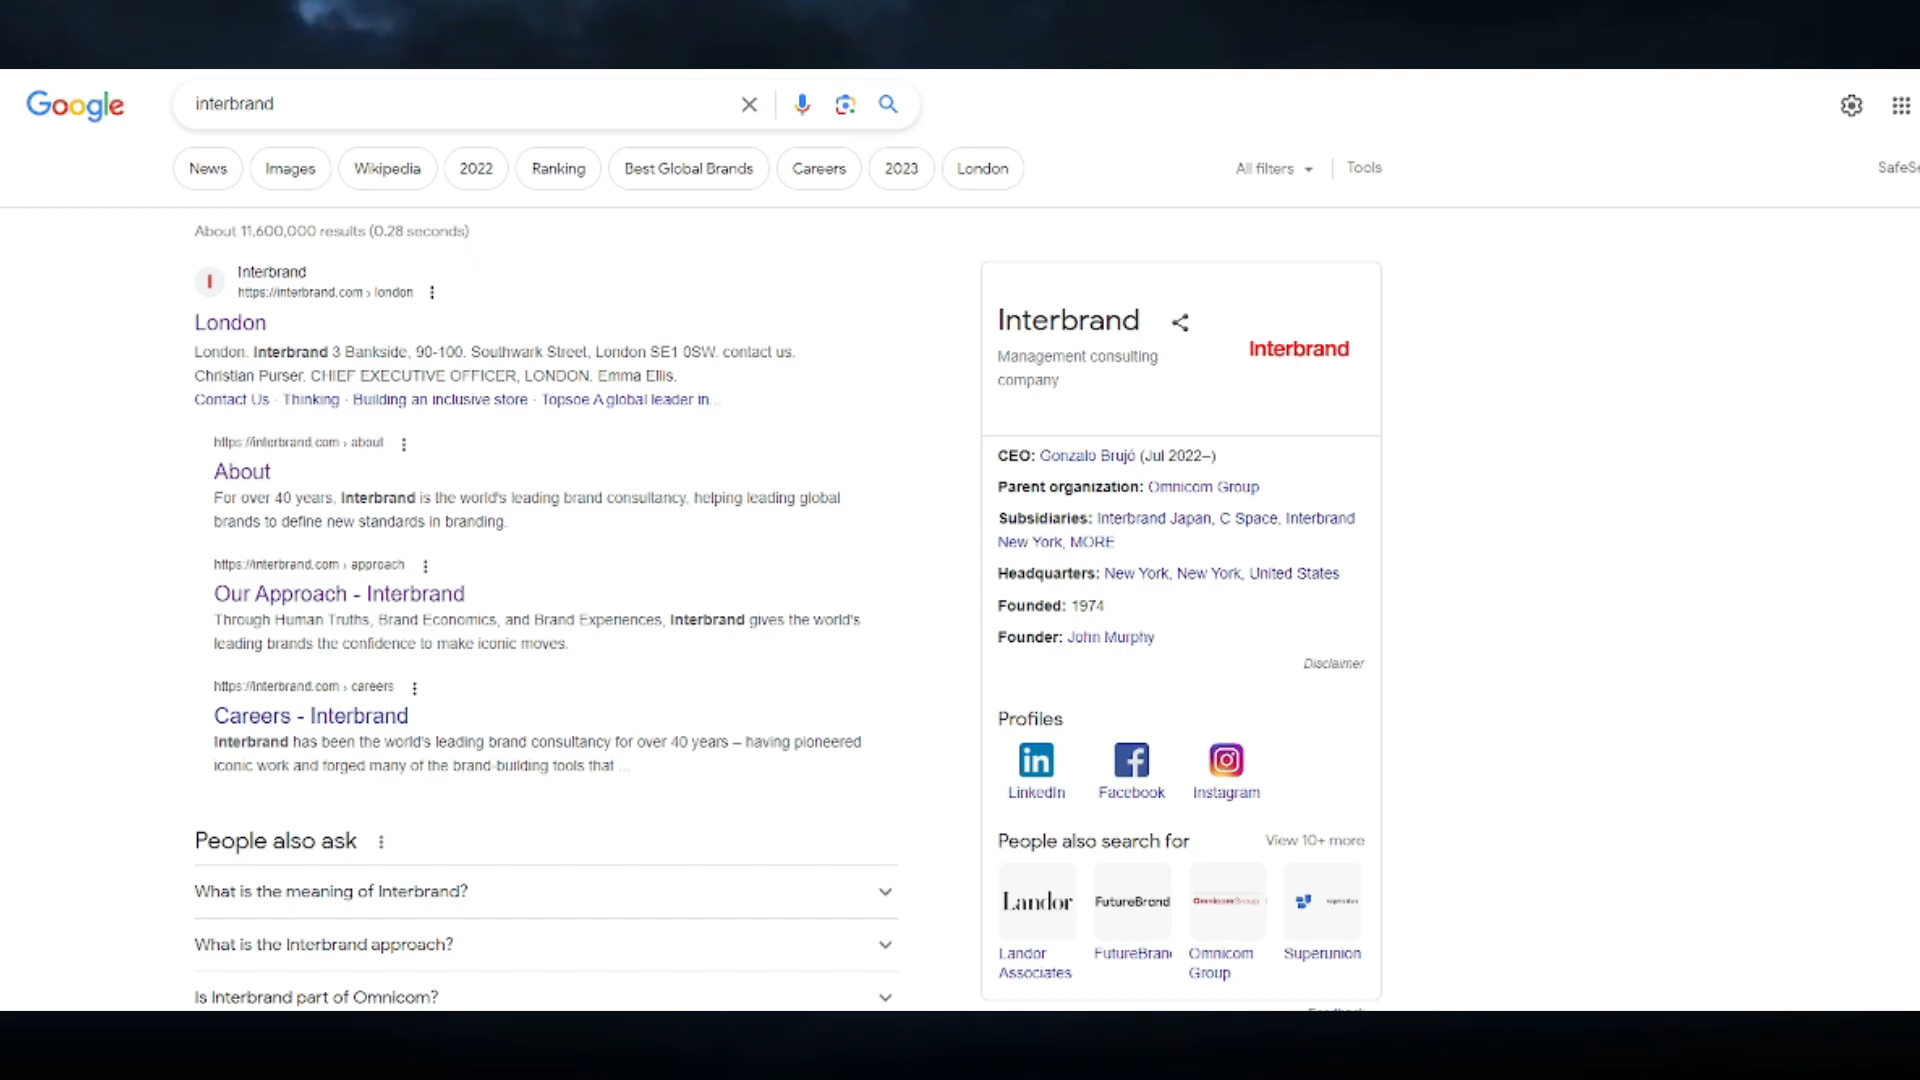 Google
interbrand
News
Images
Wikipedia
2022
Ranking
Best Global Brands
Careers
2023
London
All filters
Tools
About 11,600,000 results (0.28 seconds)
Interbrand
https://interbrand.com › london
London
London. Interbrand 3 Bankside, 90-100. Southwark Street, London SE1 0SW. contact us.
Christian Purser. CHIEF EXECUTIVE OFFICER, LONDON. Emma Ellis.
Contact Us · Thinking · Building an inclusive store · Topsoe A global leader in...
https://interbrand.com › about
About
For over 40 years, Interbrand is the world's leading brand consultancy, helping leading global
brands to define new standards in branding.
https://interbrand.com › approach
Our Approach - Interbrand
Through Human Truths, Brand Economics, and Brand Experiences, Interbrand gives the world's
leading brands the confidence to make iconic moves.
https://interbrand.com › careers
Careers - Interbrand
Interbrand has been the world's leading brand consultancy for over 40 years – having pioneered
iconic work and forged many of the brand-building tools that ...
People also ask
What is the meaning of Interbrand?
What is the Interbrand approach?
Is Interbrand part of Omnicom?
Interbrand
Interbrand
Management consulting
company
CEO: Gonzalo Brujó (Jul 2022–)
Parent organization: Omnicom Group
Subsidiaries: Interbrand Japan, C Space, Interbrand
New York, MORE
Headquarters: New York, New York, United States
Founded: 1974
Founder: John Murphy
Disclaimer
Profiles
LinkedIn
Facebook
Instagram
People also search for
View 10+ more
Landor
FutureBrand
OmnicomGroup
Landor
Associates
FutureBran
Omnicom
Group
Superunion